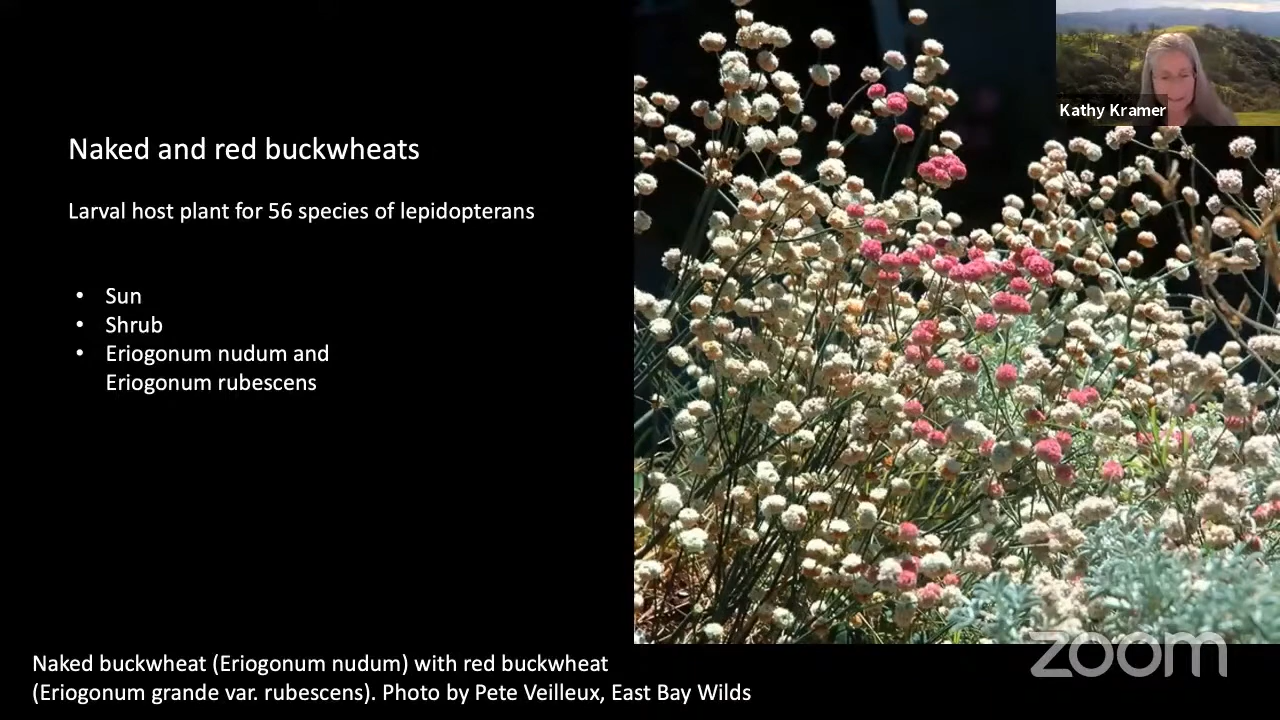 Kathy Kramer
Naked and red buckwheats
Larval host plant for 56 species of lepidopterans
• Sun
• Shrub
• Eriogonum nudum and
Eriogonum rubescens
Naked buckwheat (Eriogonum nudum) with red buckwheat
(Eriogonum grande var. rubescens). Photo by Pete Veilleux, East Bay Wilds
zoom